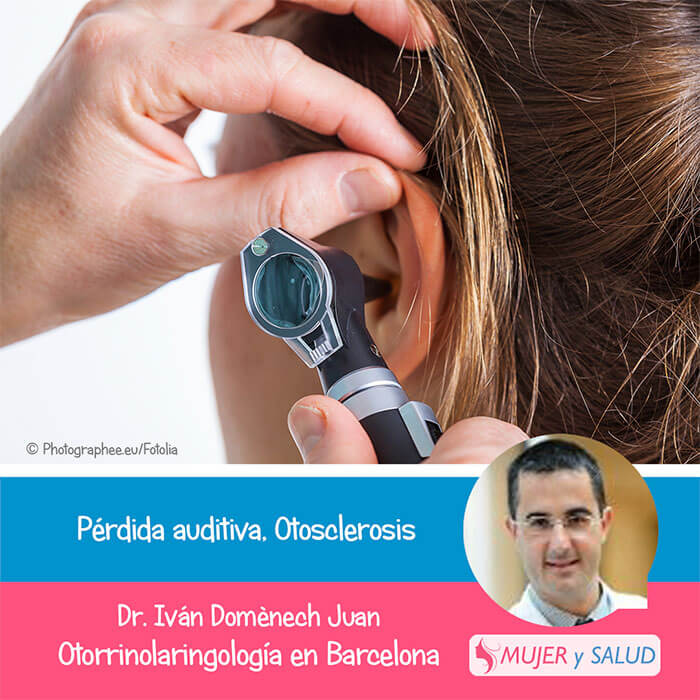 © Photographee.eu/Fotolia
Pérdida auditiva. Otosclerosis
Dr. Iván Domènech Juan
Otorrinolaringología en Barcelona
MUJER y SALUD